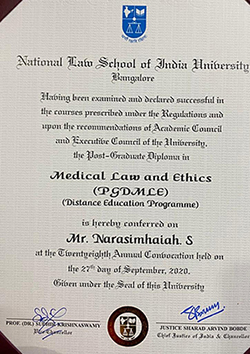 National Law School of India University
Bangalore
Having been examined and declared successful in
the courses prescribed under the Regulations and
upon the recommendations of Academic Council
and Executive Council of the University,
the Post-Graduate Diploma in
Medical Law and Ethics
(PGDMLE)
(Distance Education Programme)
is hereby conferred on
Mr. Narasimhaiah. S
at the Twentyeighth Annual Convocation held on
the 27th day of September, 2020.
Given under the Seal of this University
PROF. (DR.) SUDHIR KRISHNASWAMY
Vice Chancellor
JUSTICE SHARAD ARVIND BOBDE
Chief Justice of India & Chancellor